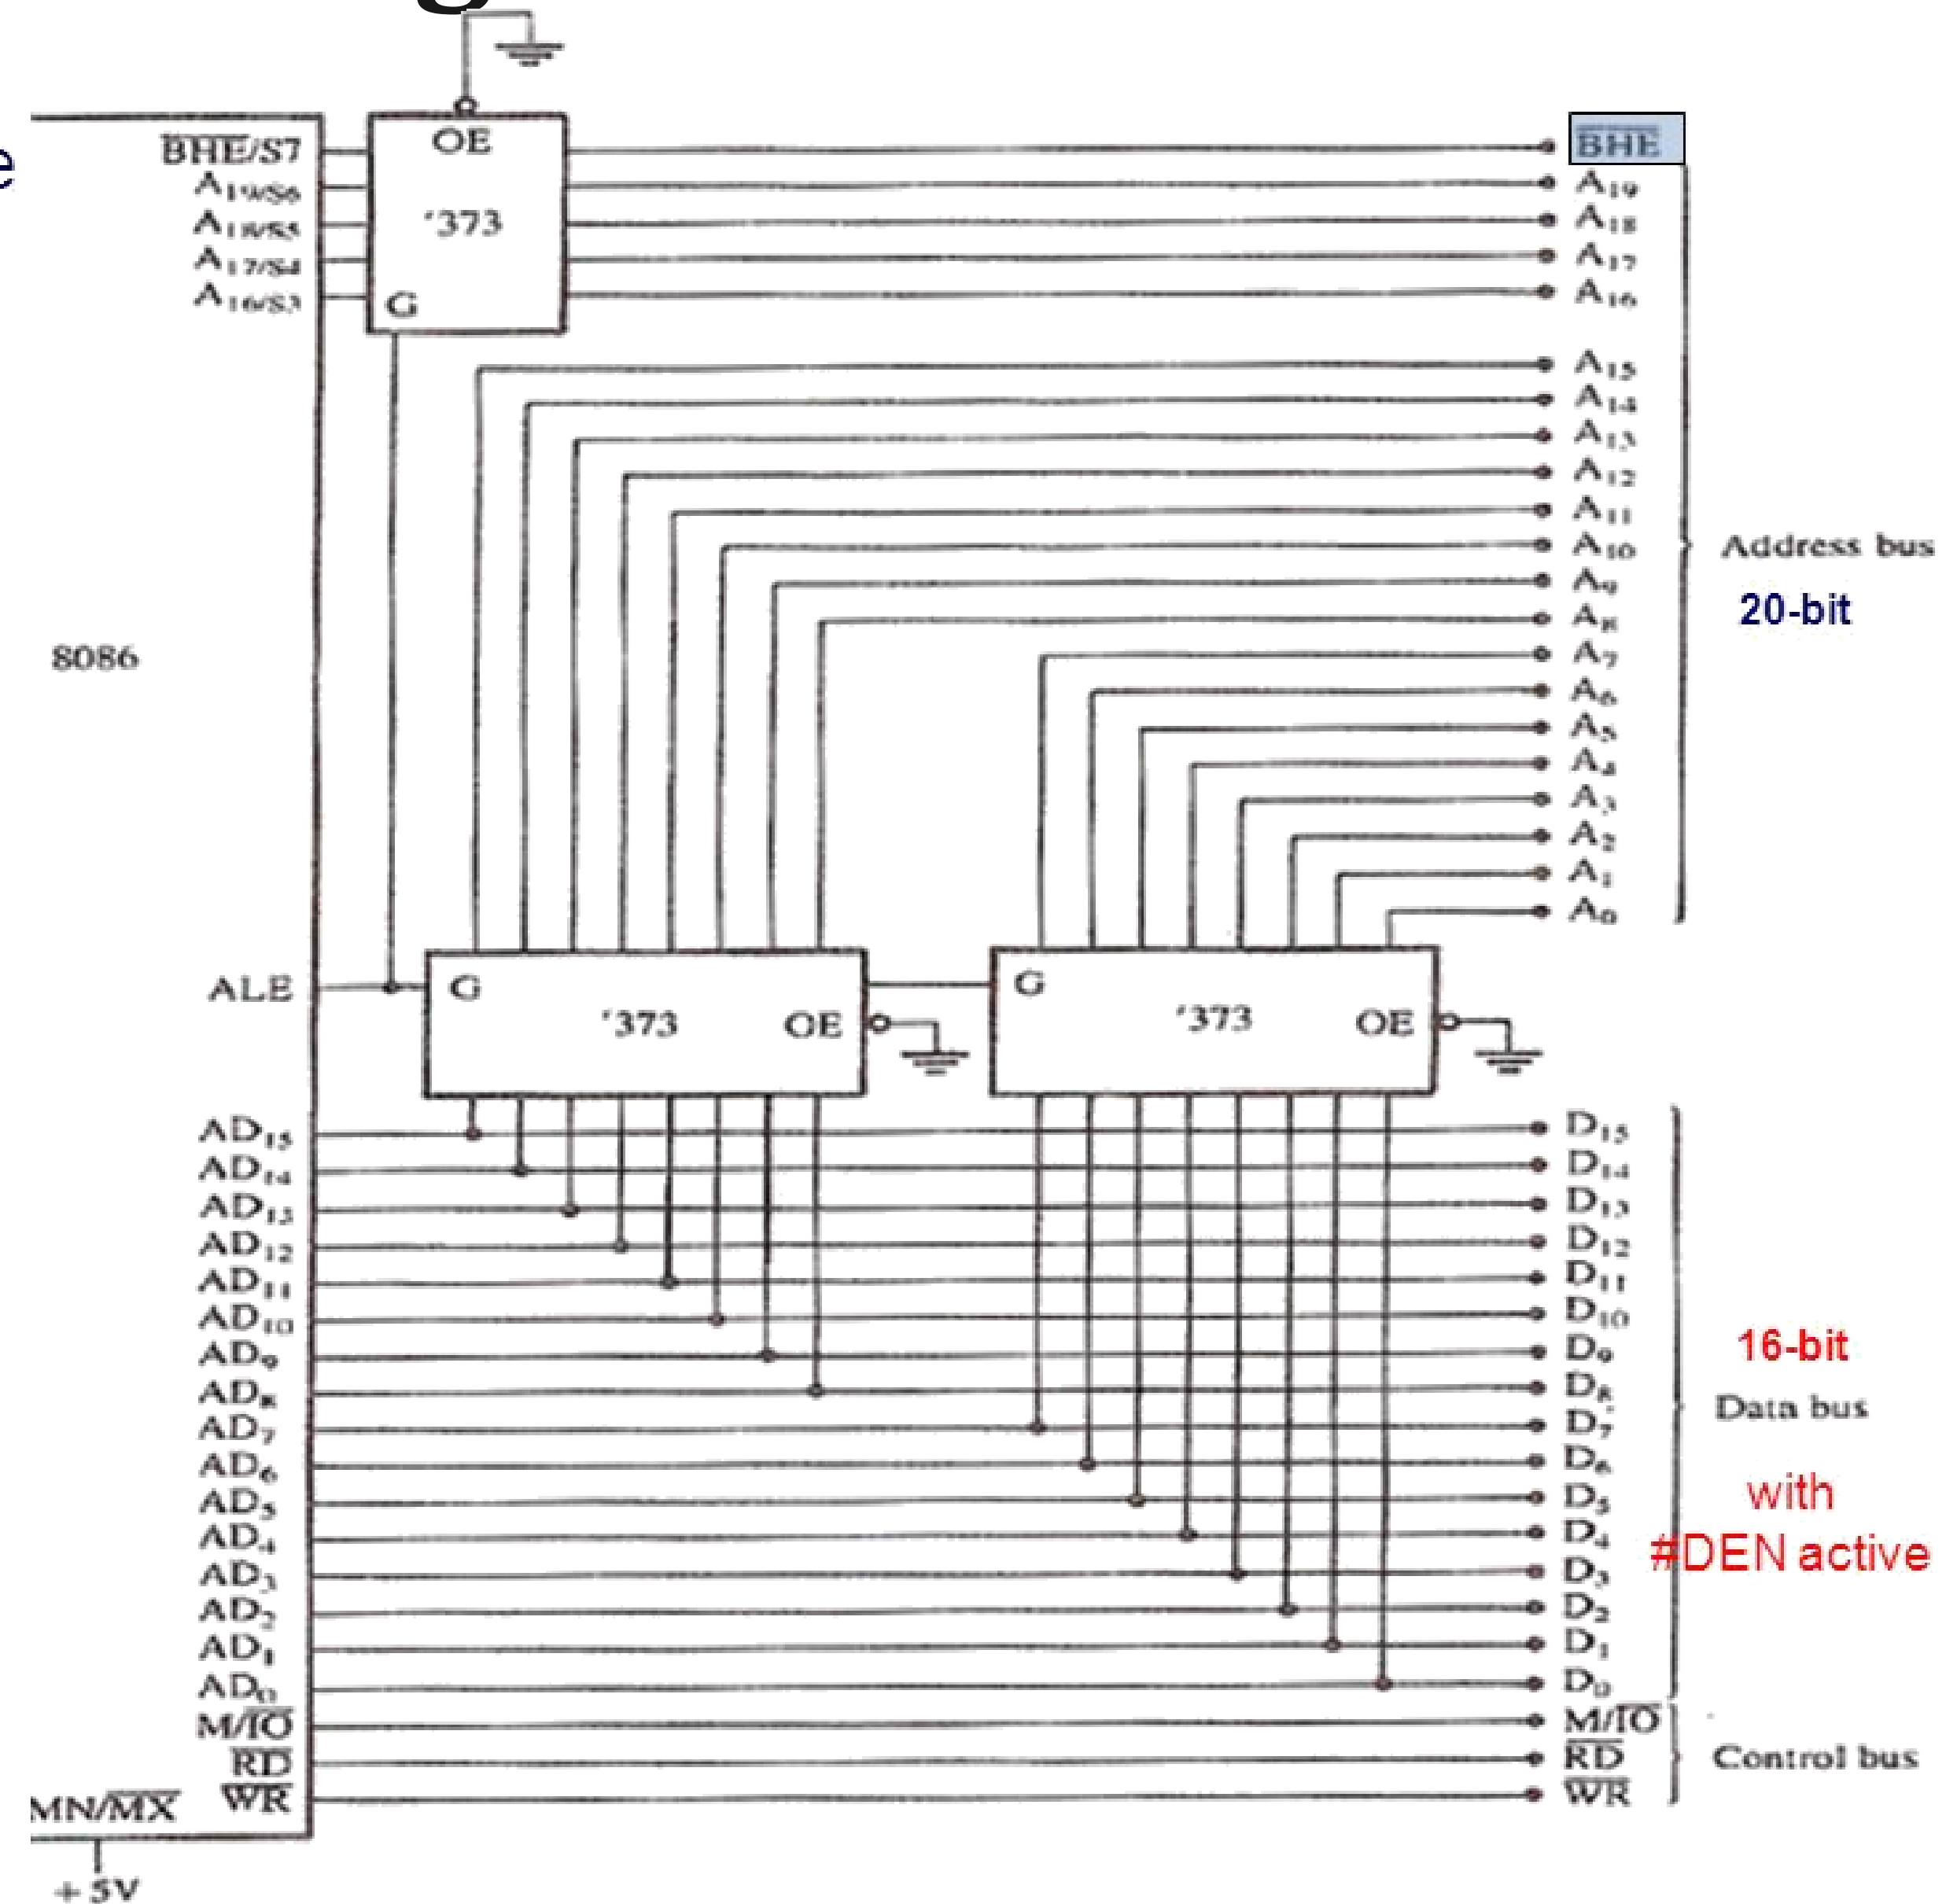 OE
BHE/S7
BHE
A19/S6
'373
A19
A18/S5
A18
A17/S4
A17
A16/S3
G
A16
A15
A14
A13
A12
A11
A10
Address bus
A9
20-bit
A8
8086
A7
A6
A5
A4
A3
A2
A1
A0
ALE
G
'373
OE
G
'373
OE
AD15
D15
AD14
D14
AD13
D13
AD12
D12
AD11
D11
AD10
D10
AD9
D9
16-bit
AD8
D8
Data bus
AD7
D7
AD6
D6
AD5
D5
with
AD4
D4
#DEN active
AD3
D3
AD2
D2
AD1
D1
AD0
D0
M/IO
M/IO
RD
RD
Control bus
MN/MX
WR
WR
+5V